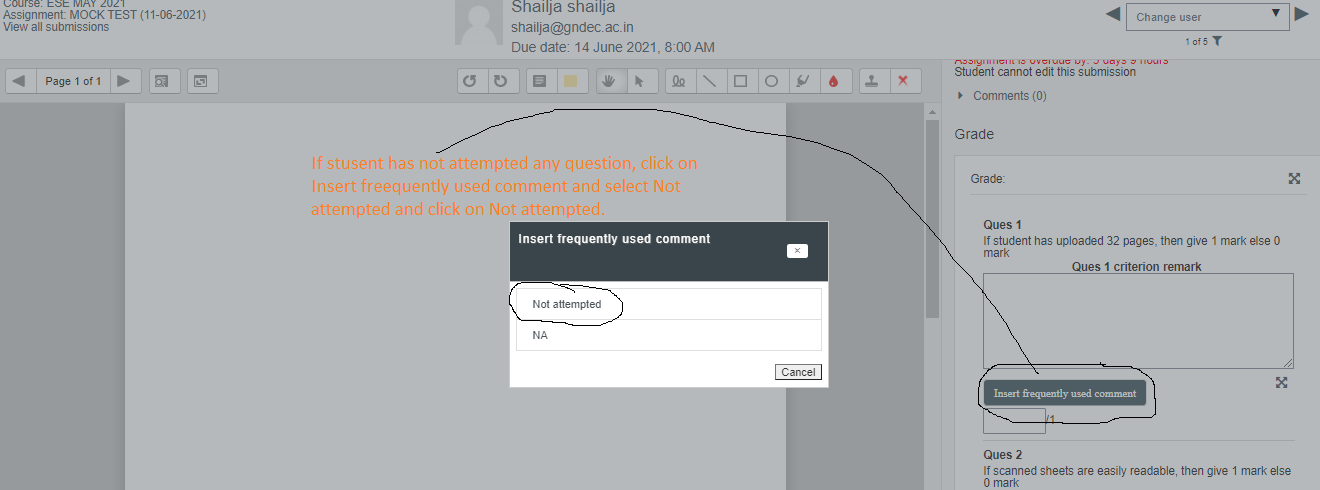 Course: ESE MAY 2021
Assignment: MOCK TEST (11-06-2021)
View all submissions
Shailja shailja
shailja@gndec.ac.in
Due date: 14 June 2021, 8:00 AM
Change user
1 of 5
Page 1 of 1
Assignment is overdue by: 5 days 9 hours
Student cannot edit this submission
Comments (0)
Grade
Grade:
If stusent has not attempted any question, click on
Insert freequently used comment and select Not
attempted and click on Not attempted.
Insert frequently used comment
×
Not attempted
NA
Cancel
Ques 1
If student has uploaded 32 pages, then give 1 mark else 0
mark
Ques 1 criterion remark
Insert frequently used comment
/1
Ques 2
If scanned sheets are easily readable, then give 1 mark else
0 mark